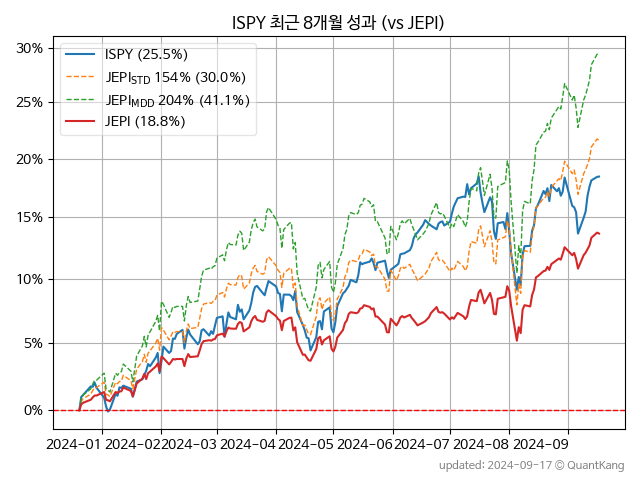 ISPY 최근 8개월 성과 (vs JEPI)
30%
25%
20%
15%
10%
5%
0%
ISPY (25.5%)
JEPI_STD 154% (30.0%)
JEPI_MDD 204% (41.1%)
JEPI (18.8%)
2024-01 2024-02 2024-03 2024-04 2024-05 2024-06 2024-07 2024-08 2024-09
updated: 2024-09-17 © QuantKang